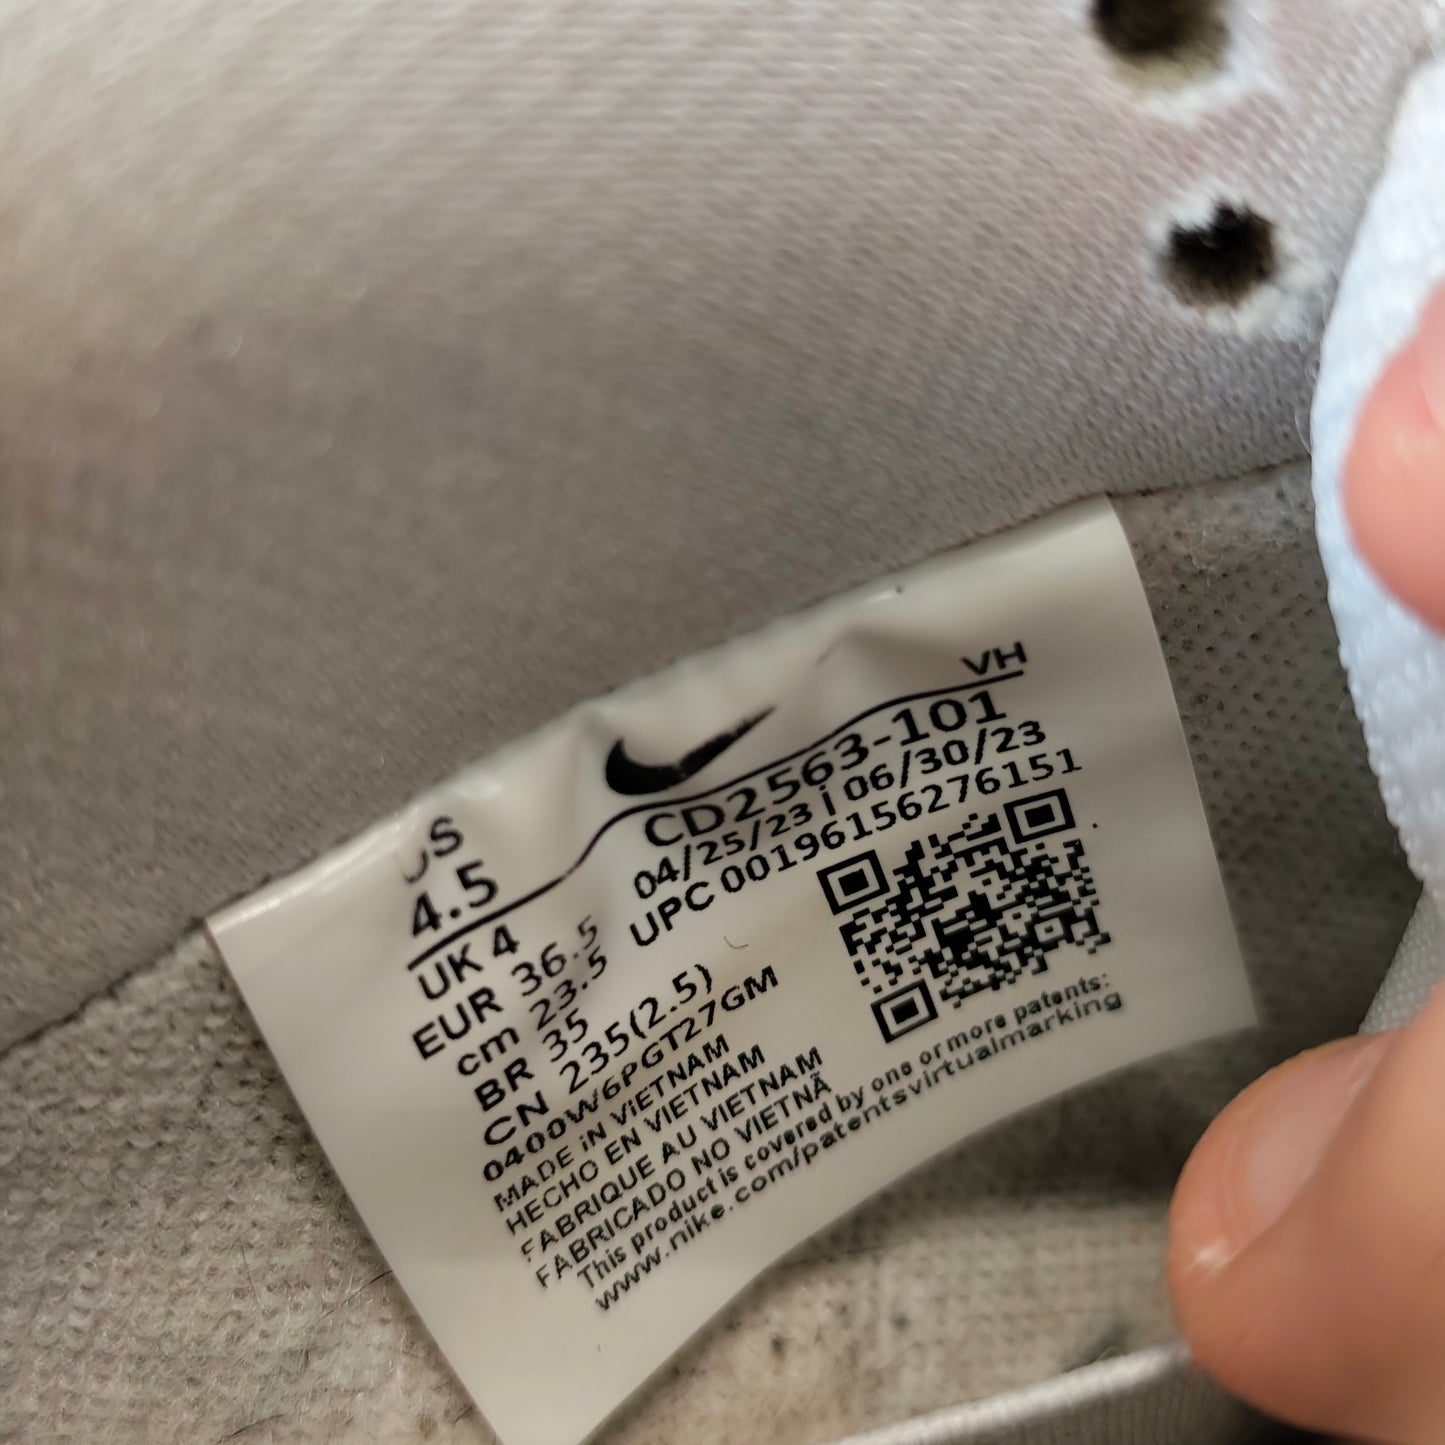 VH
US
4.5
CD2563-101
04/25/23 i 06/30/23
UPC 00196156276151
UK 4
EUR 36.5
cm 23.5
BR 35
CN 235(2.5)
0400W6PGT27GM
MADE iN ViETNAM
HECHO EN VIETNAM
FABRIQUE AU VIETNAM
FABRICADO NO VIETNÃ
This product is covered by one or more patents:
www.nike.com/patentsvirtualmarking